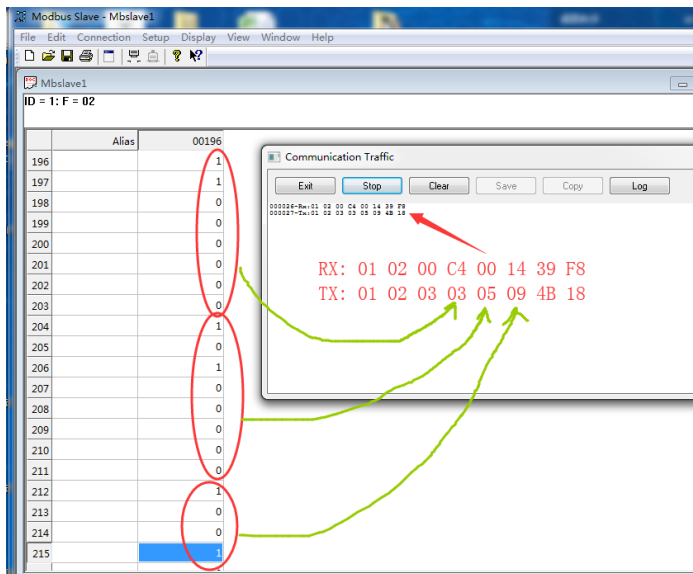 Modbus Slave - Mbslave1
File Edit Connection Setup Display View Window Help
Mbslave1
ID = 1: F = 02
Alias 00196
196 1
197 1
198 0
199 0
200 0
201 0
202 0
203 0
204 1
205 0
206 1
207 0
208 0
209 0
210 0
211 0
212 1
213 0
214 0
215 1
Communication Traffic
Exit Stop Clear Save Copy Log
000026-Rx:01 02 00 C4 00 14 39 F8
000027-Tx:01 02 03 03 05 09 4B 18
RX: 01 02 00 C4 00 14 39 F8
TX: 01 02 03 03 05 09 4B 18